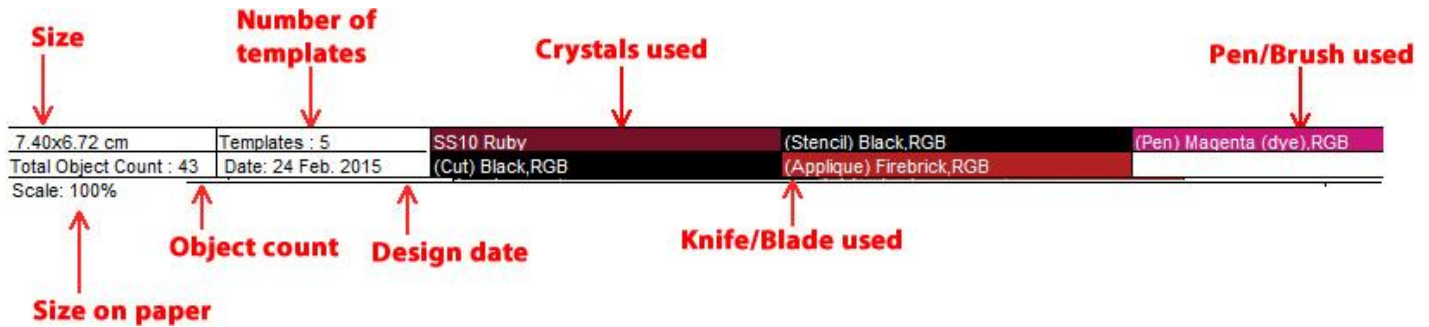 Size
Number of
templates
Crystals used
Pen/Brush used
7.40x6.72 cm
Templates : 5
SS10 Ruby
(Stencil) Black,RGB
(Pen) Magenta (dye),RGB
Total Object Count : 43
Date: 24 Feb. 2015
(Cut) Black,RGB
(Applique) Firebrick,RGB
Scale: 100%
Object count
Design date
Knife/Blade used
Size on paper